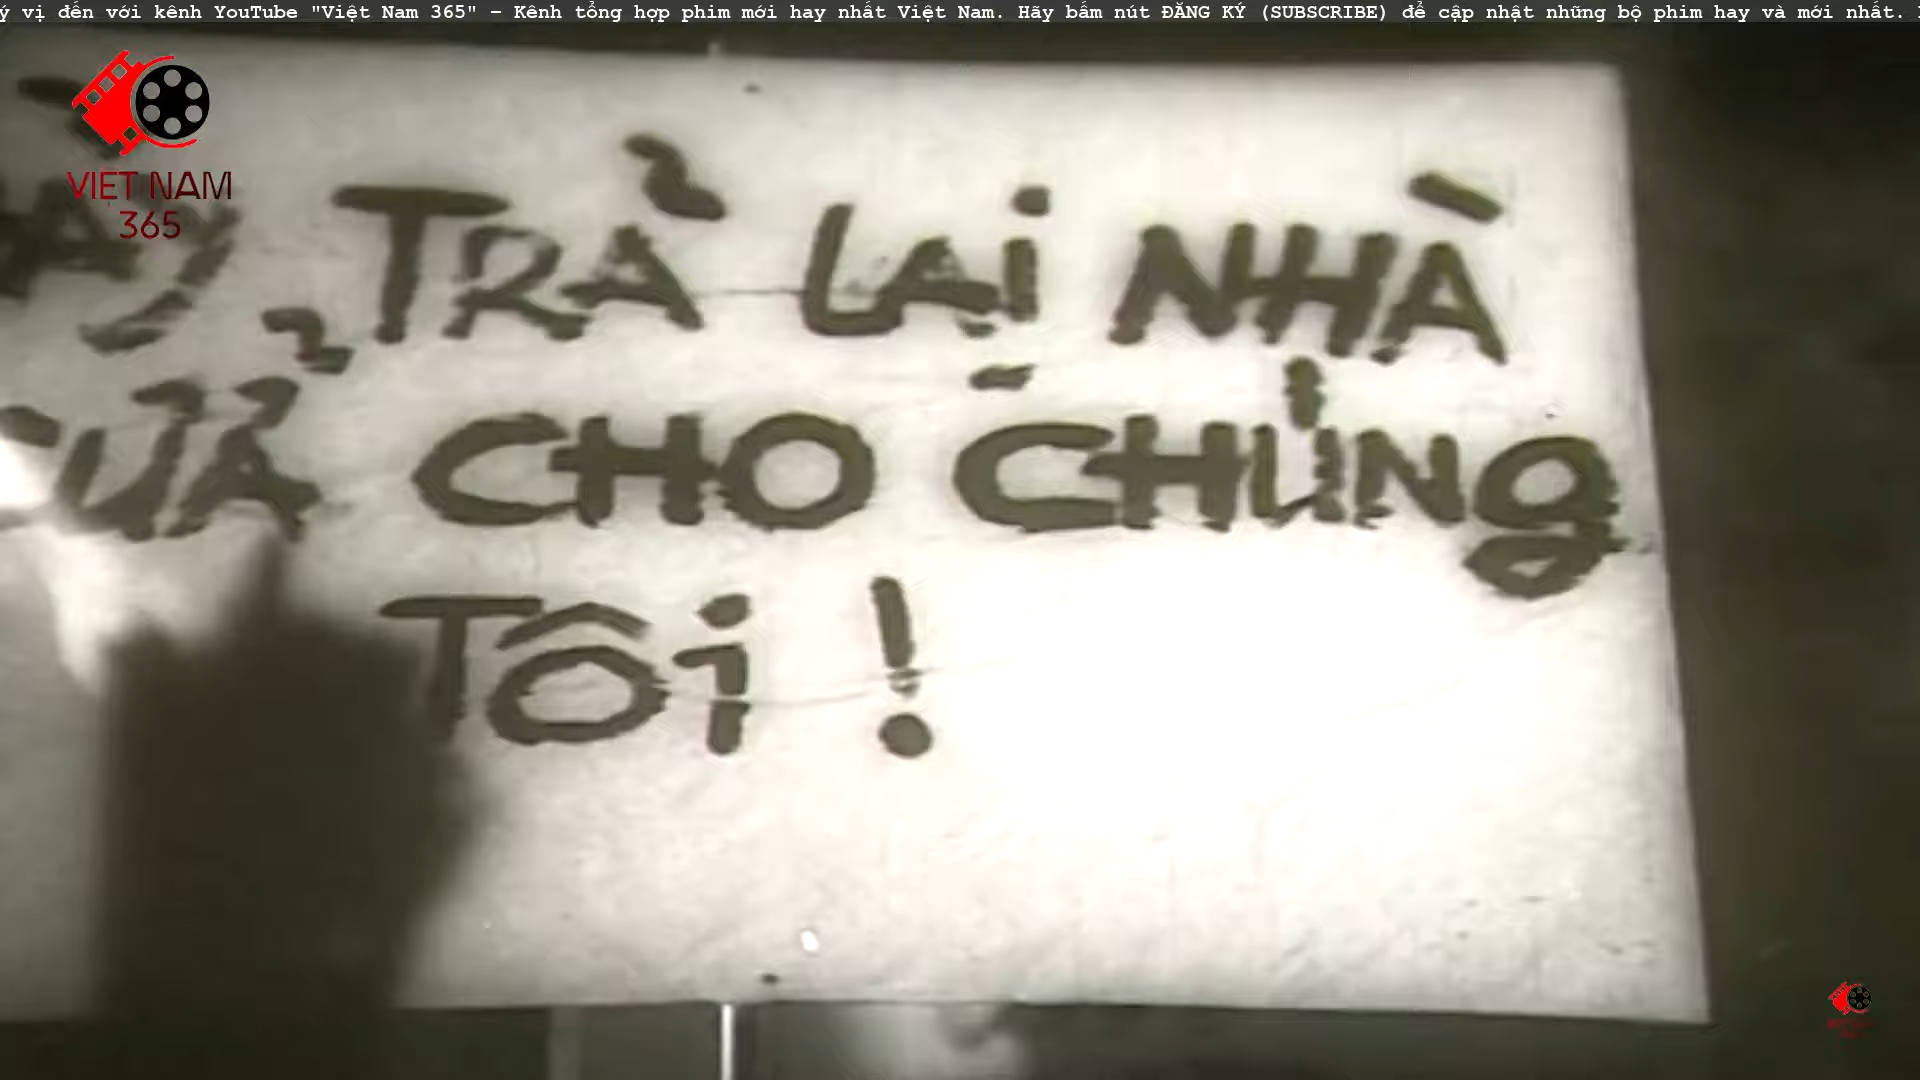 ý vị đến với kênh YouTube "Việt Nam 365" – Kênh tổng hợp phim mới hay nhất Việt Nam. Hãy bấm nút ĐĂNG KÝ (SUBSCRIBE) để cập nhật những bộ phim hay và mới nhất.
VIỆT NAM
365
TRẢ LẠI NHÀ
CỬA CHO CHÚNG
TÔi !